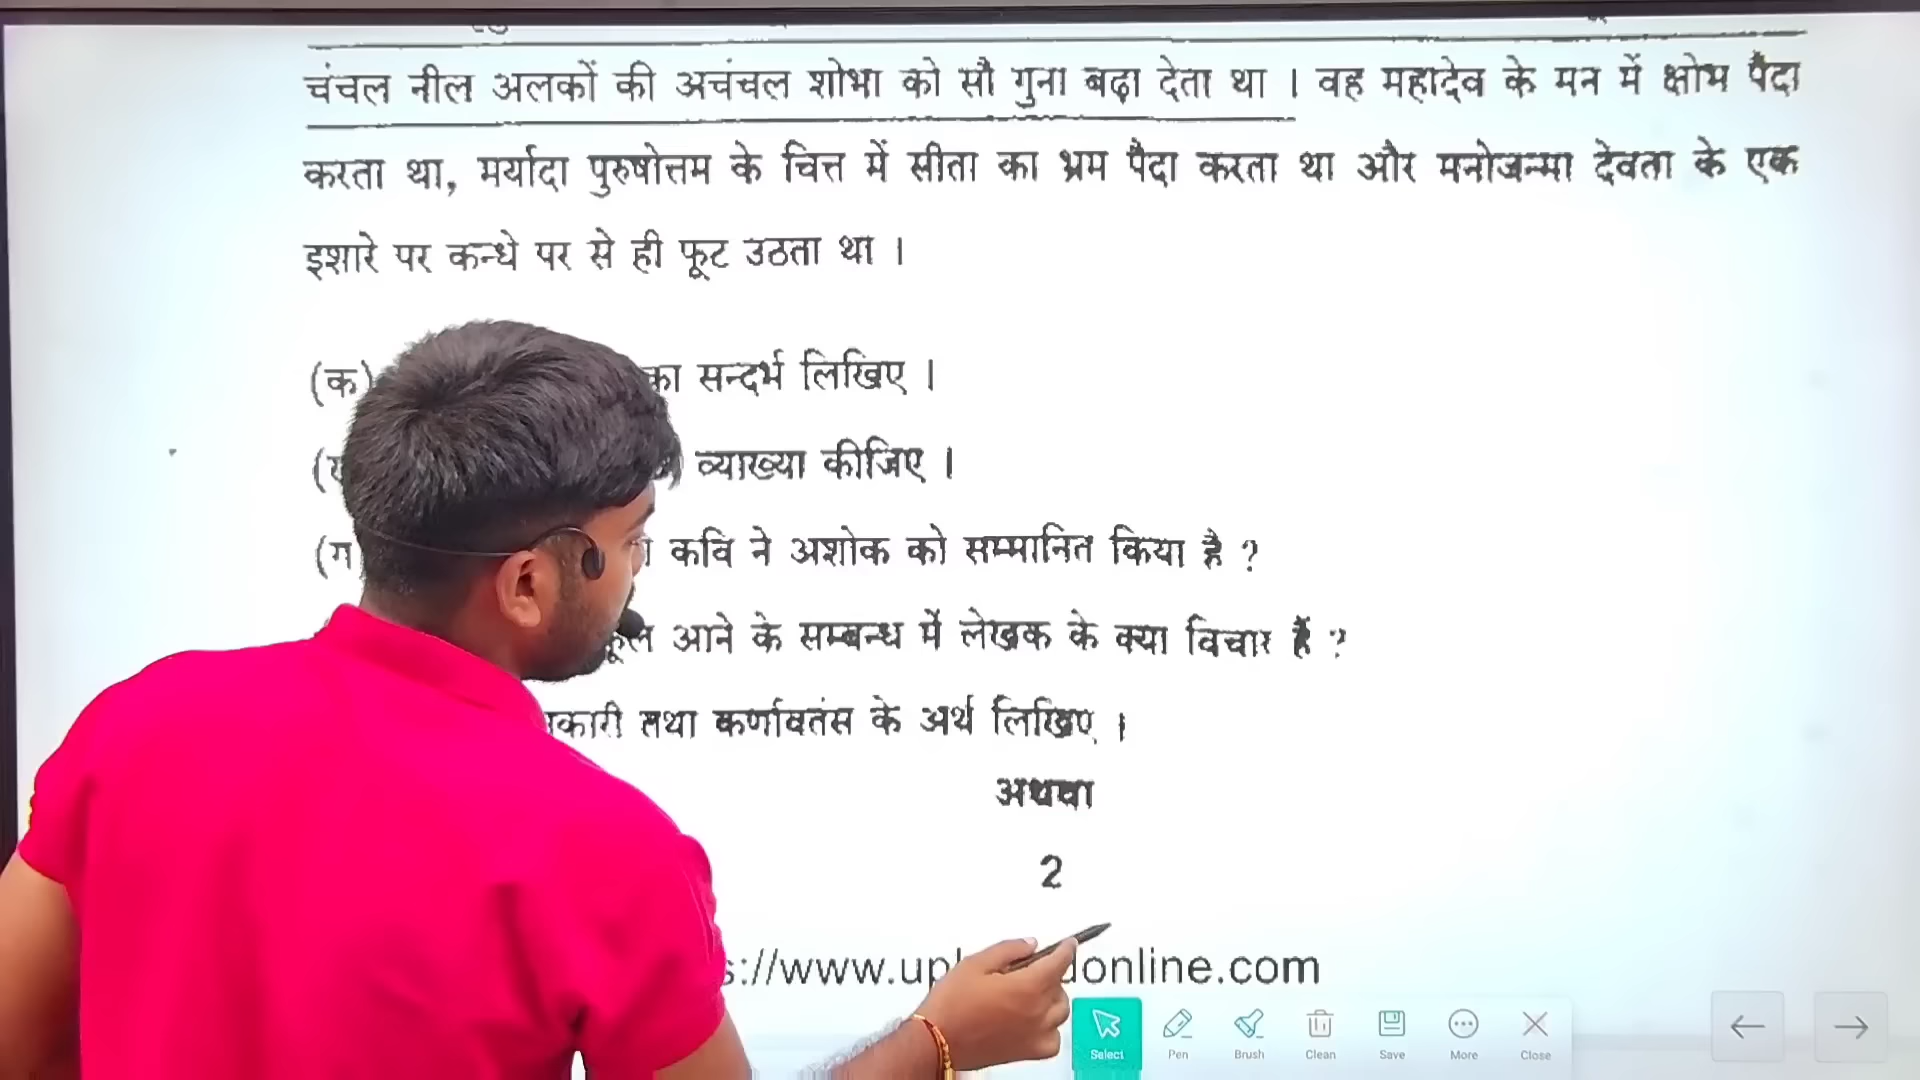 चंचल नील अलकों की अचंचल शोभा को सौ गुना बढ़ा देता था । वह महादेव के मन में क्षोभ पैदा
करता था, मर्यादा पुरुषोत्तम के चित्त में सीता का भ्रम पैदा करता था और मनोजन्मा देवता के एक
इशारे पर कन्धे पर से ही फूट उठता था ।
(क) का सन्दर्भ लिखिए ।
व्याख्या कीजिए ।
(ग) कवि ने अशोक को सम्मानित किया है ?
फूल आने के सम्बन्ध में लेखक के क्या विचार हैं ?
तथा कर्णावतंस के अर्थ लिखिए ।
अथवा
2
Select Pen Brush Clean Save More Close